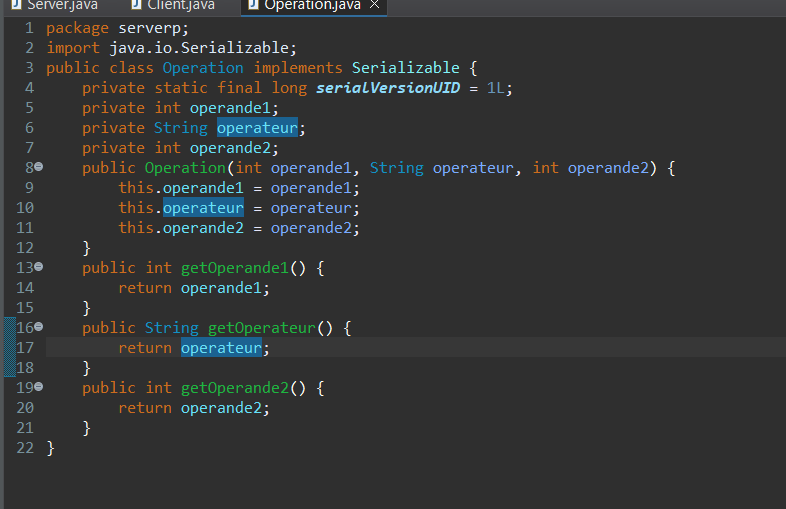 Server.java Client.java Operation.java
1 package serverp;
2 import java.io.Serializable;
3 public class Operation implements Serializable {
4 private static final long serialVersionUID = 1L;
5 private int operande1;
6 private String operateur;
7 private int operande2;
8 public Operation(int operande1, String operateur, int operande2) {
9 this.operande1 = operande1;
10 this.operateur = operateur;
11 this.operande2 = operande2;
12 }
13 public int getOperande1() {
14 return operande1;
15 }
16 public String getOperateur() {
17 return operateur;
18 }
19 public int getOperande2() {
20 return operande2;
21 }
22 }